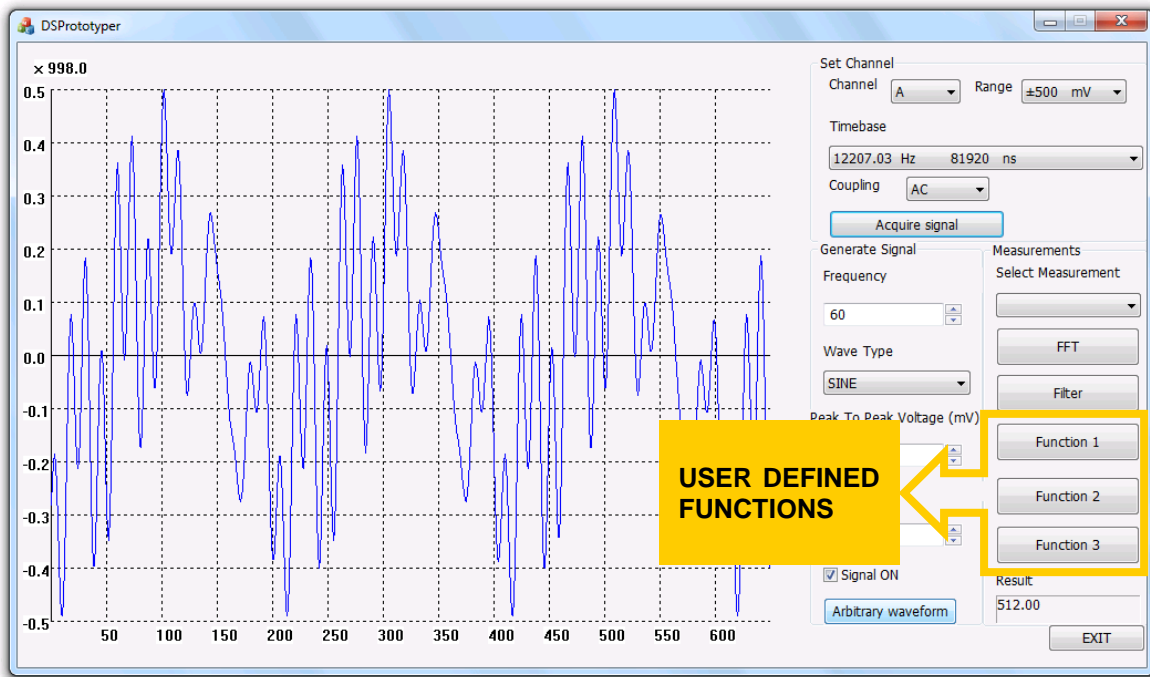 DSPrototyper
× 998.0
0.5
0.4
0.3
0.2
0.1
0.0
-0.1
-0.2
-0.3
-0.4
-0.5
50 100 150 200 250 300 350 400 450 500 550 600
Set Channel
Channel A Range ±500 mV
Timebase
12207.03 Hz 81920 ns
Coupling AC
Acquire signal
Generate Signal
Frequency
60
Wave Type
SINE
Peak To Peak Voltage (mV)
Signal ON
Arbitrary waveform
Measurements
Select Measurement
FFT
Filter
Function 1
Function 2
Function 3
Result
512.00
EXIT
USER DEFINED
FUNCTIONS